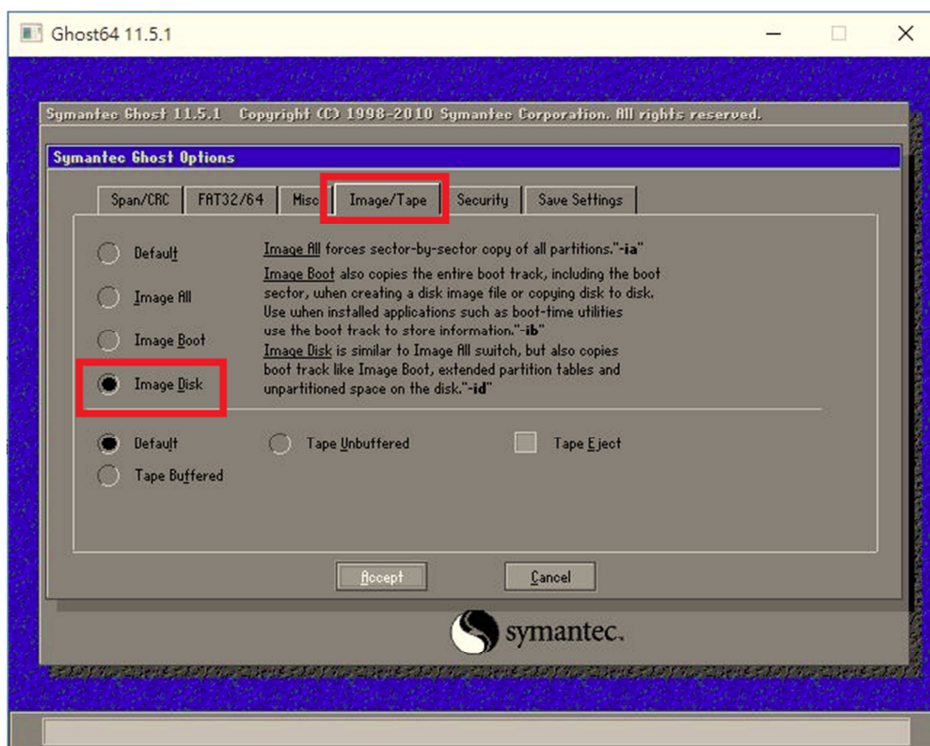 Ghost64 11.5.1
Symantec Ghost 11.5.1 Copyright (C) 1998-2010 Symantec Corporation. All rights reserved.
Symantec Ghost Options
Span/CRC FAT32/64 Misc Image/Tape Security Save Settings
Default
Image All
Image Boot
Image Disk
Image All forces sector-by-sector copy of all partitions."-ia"
Image Boot also copies the entire boot track, including the boot
sector, when creating a disk image file or copying disk to disk.
Use when installed applications such as boot-time utilities
use the boot track to store information."-ib"
Image Disk is similar to Image All switch, but also copies
boot track like Image Boot, extended partition tables and
unpartitioned space on the disk."-id"
Default Tape Unbuffered Tape Eject
Tape Buffered
Accept Cancel
symantec.